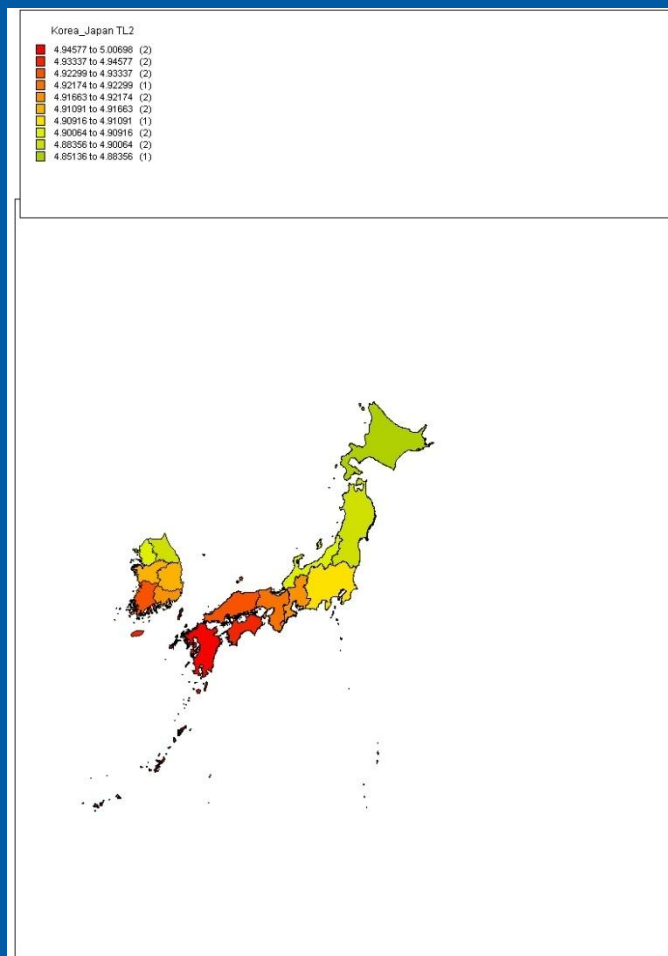 Korea_Japan TL2
4.94577 to 5.00698 (2)
4.93337 to 4.94577 (2)
4.92299 to 4.93337 (2)
4.92174 to 4.92299 (1)
4.91663 to 4.92174 (2)
4.91091 to 4.91663 (2)
4.90916 to 4.91091 (1)
4.90064 to 4.90916 (2)
4.88356 to 4.90064 (2)
4.85136 to 4.88356 (1)